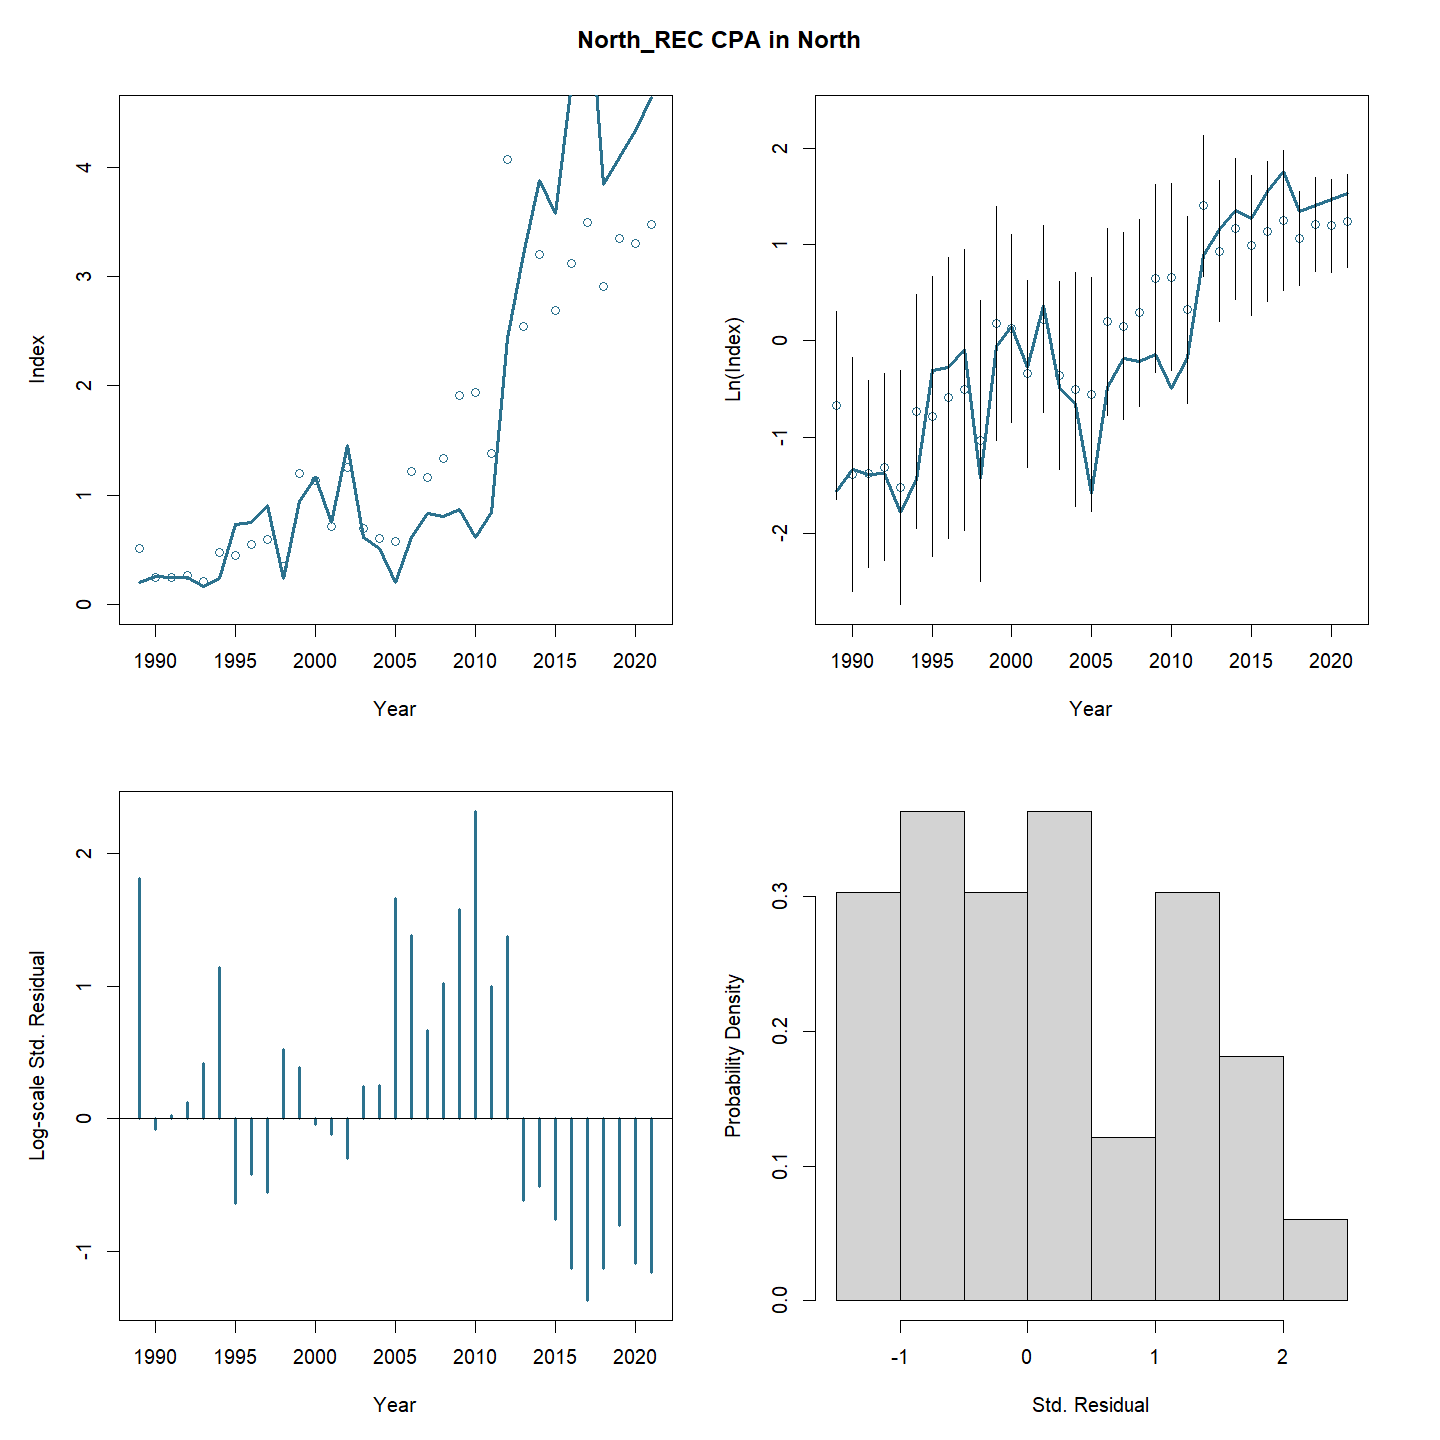 North_REC CPA in North
Index
4
3
2
1
0
1990 1995 2000 2005 2010 2015 2020
Year
Ln(Index)
2
1
0
-1
-2
1990 1995 2000 2005 2010 2015 2020
Year
Log-scale Std. Residual
2
1
0
-1
1990 1995 2000 2005 2010 2015 2020
Year
Probability Density
0.3
0.2
0.1
0.0
-1 0 1 2
Std. Residual